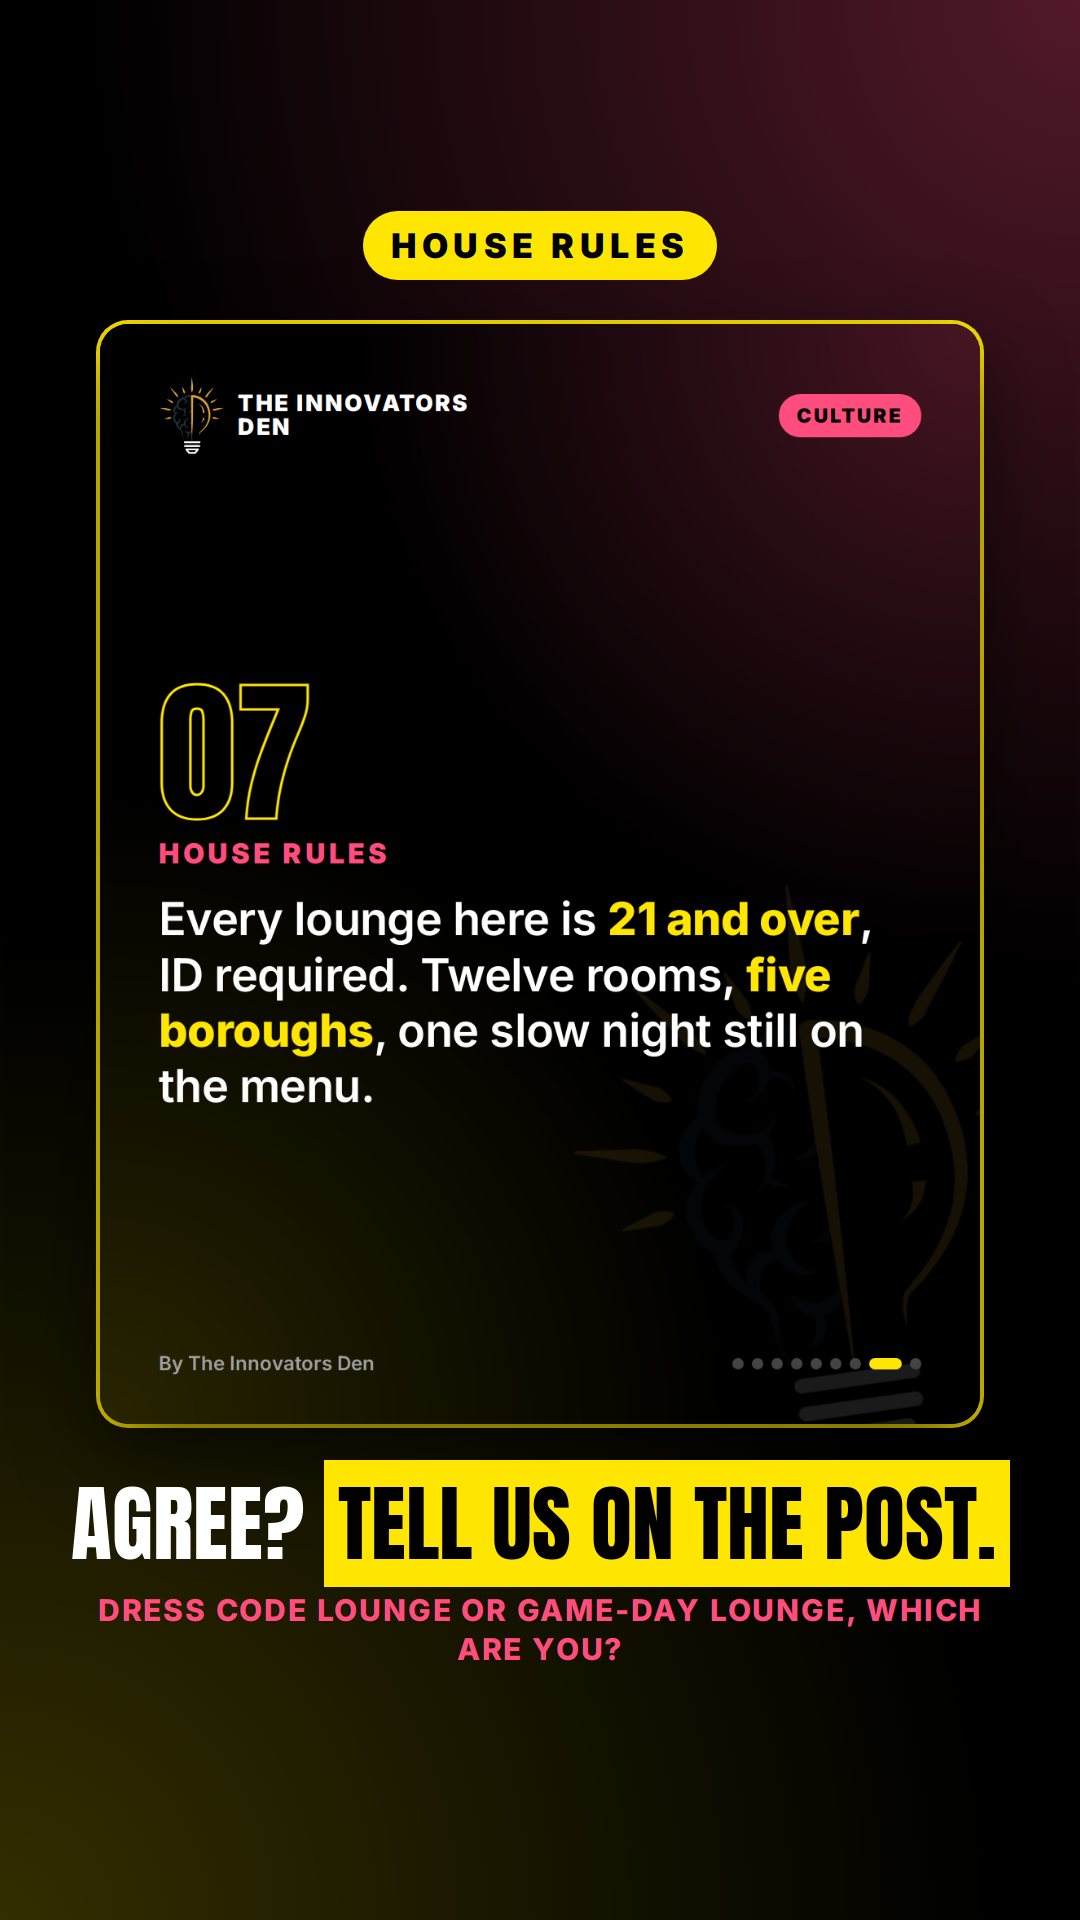 HOUSE RULES
THE INNOVATORS
DEN
CULTURE
07
HOUSE RULES
Every lounge here is 21 and over,
ID required. Twelve rooms, five
boroughs, one slow night still on
the menu.
By The Innovators Den
AGREE? TELL US ON THE POST.
DRESS CODE LOUNGE OR GAME-DAY LOUNGE, WHICH
ARE YOU?